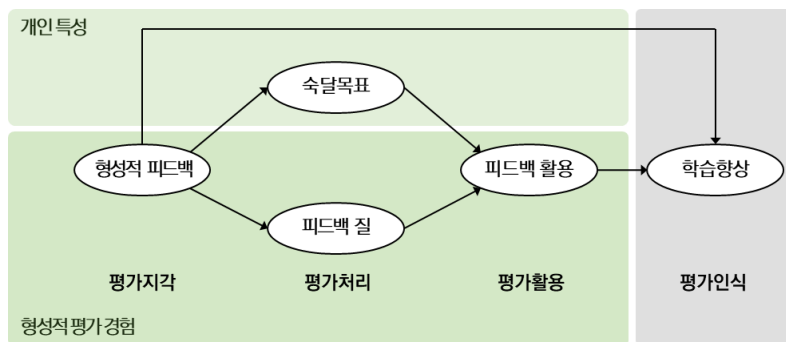 개인 특성
숙달목표
형성적 피드백
피드백 활용
학습향상
피드백 질
평가지각
평가처리
평가활용
평가인식
형성적 평가 경험